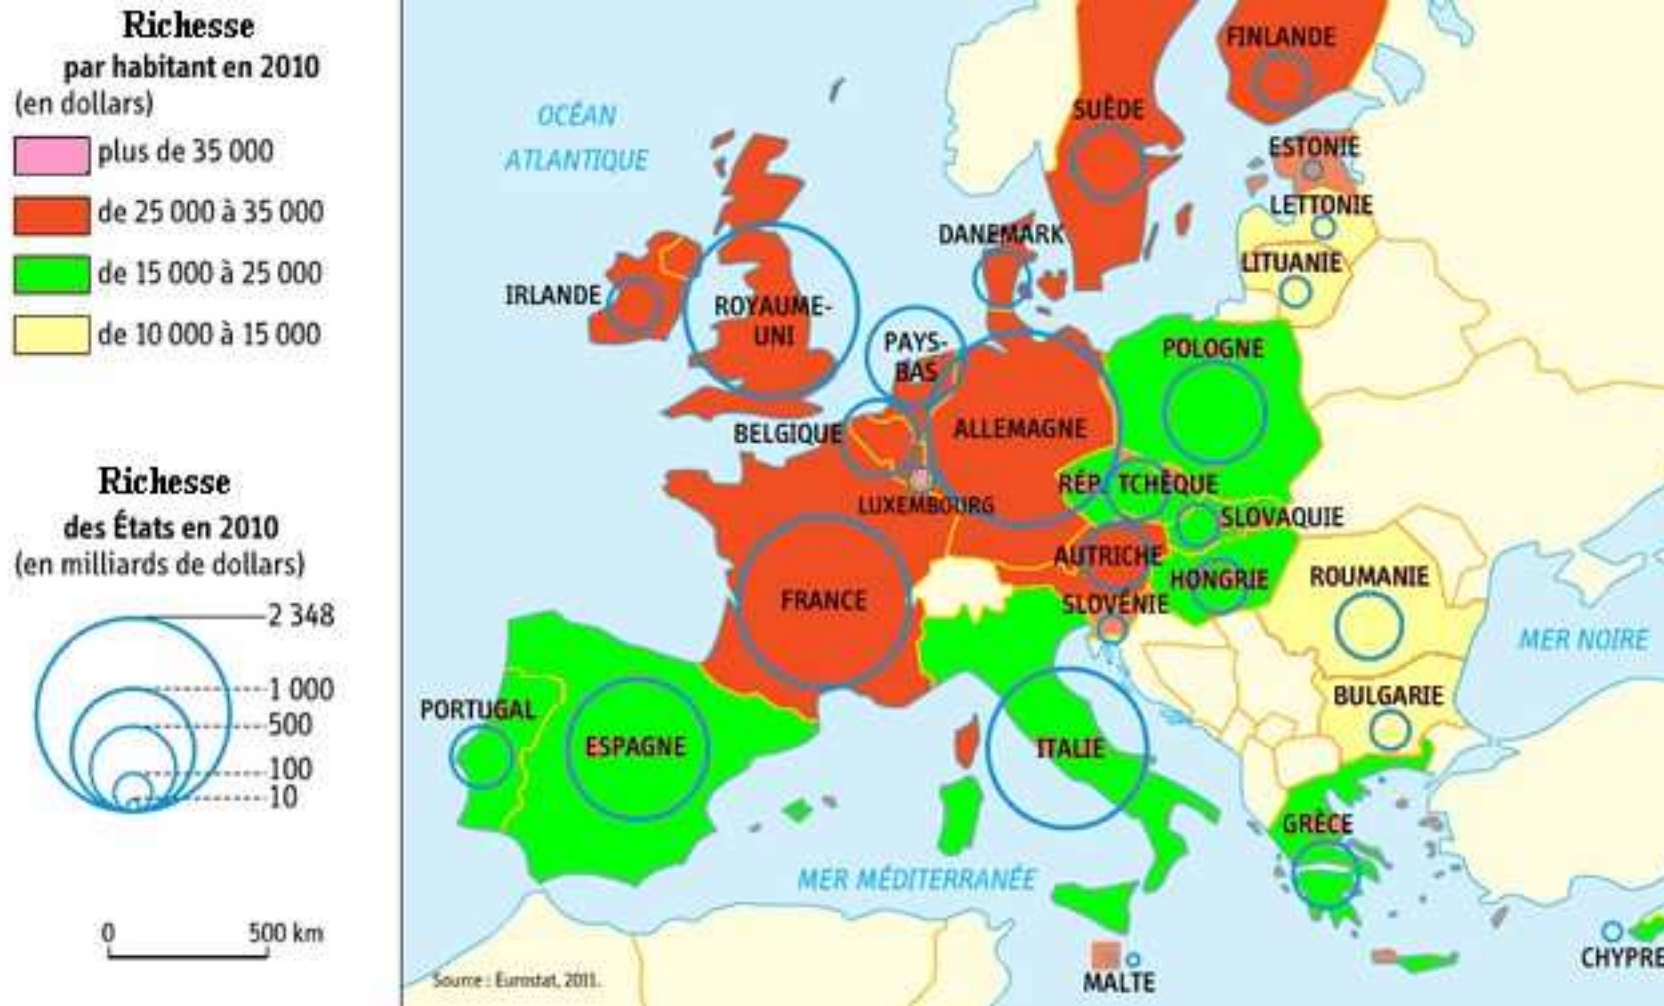 Richesse
par habitant en 2010
(en dollars)
plus de 35 000
de 25 000 à 35 000
de 15 000 à 25 000
de 10 000 à 15 000
Richesse
des États en 2010
(en milliards de dollars)
2 348
1 000
500
100
10
0 500 km
FINLANDE
SUÈDE
OCÉAN
ATLANTIQUE
ESTONIE
LETTONIE
DANEMARK
LITUANIE
IRLANDE
ROYAUME-
UNI
PAYS-
BAS
POLOGNE
BELGIQUE
ALLEMAGNE
RÉP. TCHÈQUE
LUXEMBOURG
SLOVAQUIE
AUTRICHE
HONGRIE
ROUMANIE
FRANCE
SLOVÉNIE
MER NOIRE
BULGARIE
PORTUGAL
ESPAGNE
ITALIE
GRÈCE
MER MÉDITERRANÉE
CHYPRE
MALTE
Source : Eurostat, 2011.